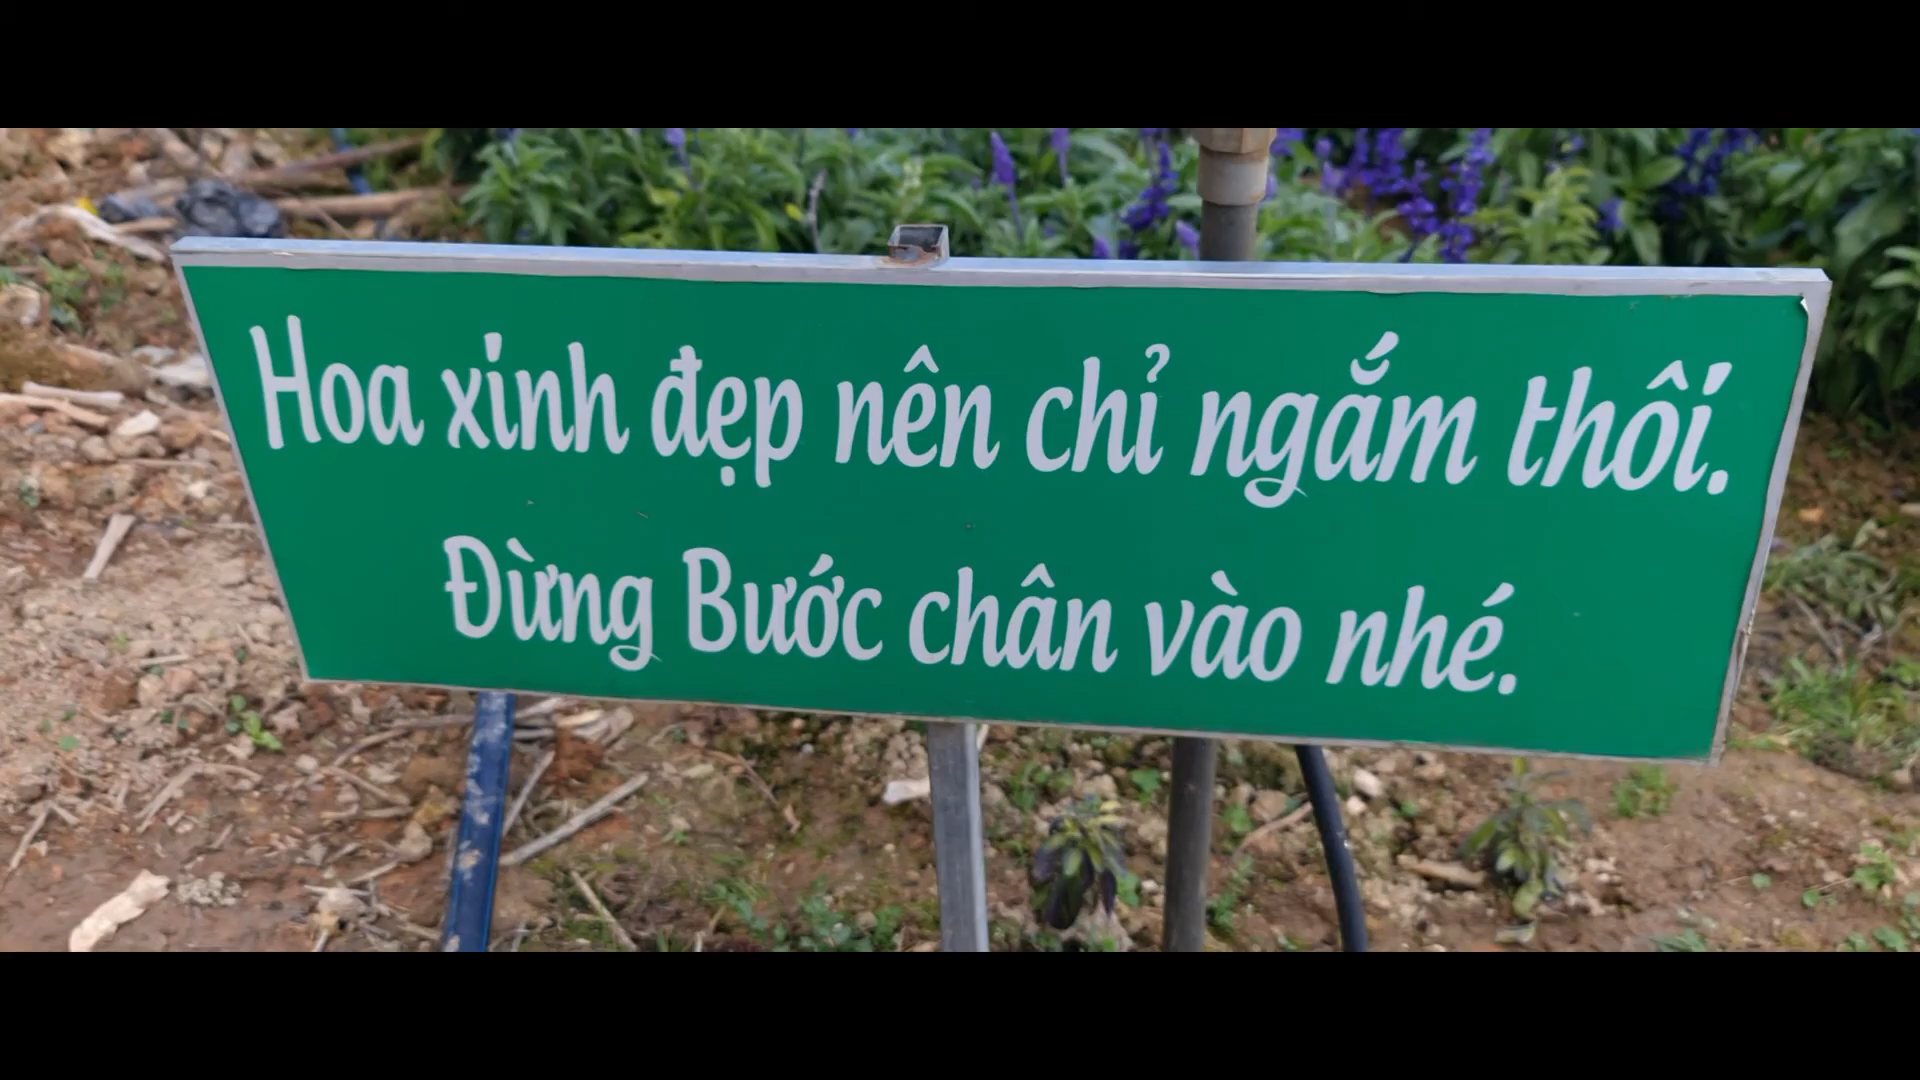 Hoa xinh đẹp nên chỉ ngắm thôi.
Đừng Bước chân vào nhé.